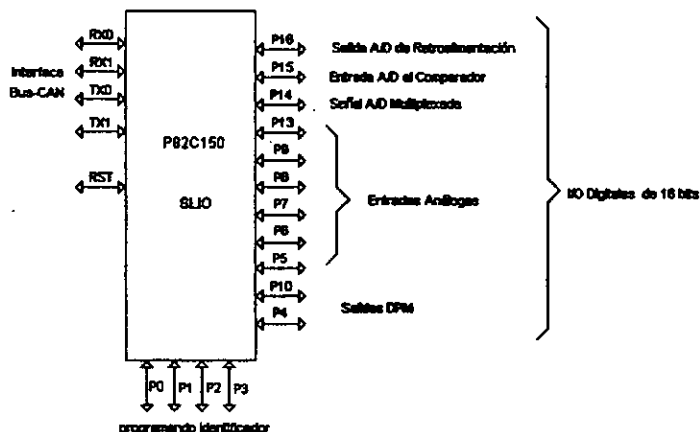 RX0
RX1
TX0
TX1
RST
Interface
Bus-CAN
P82C150
SLIO
P16
P15
P14
P13
P9
P8
P7
P6
P5
P10
P4
Salida A/D de Retroalimentación
Entrada A/D al Comparador
Señal A/D Multiplexada
Entradas Análogas
Salidas DPM
I/O Digitales de 16 bits
P0 P1 P2 P3
programando identificador